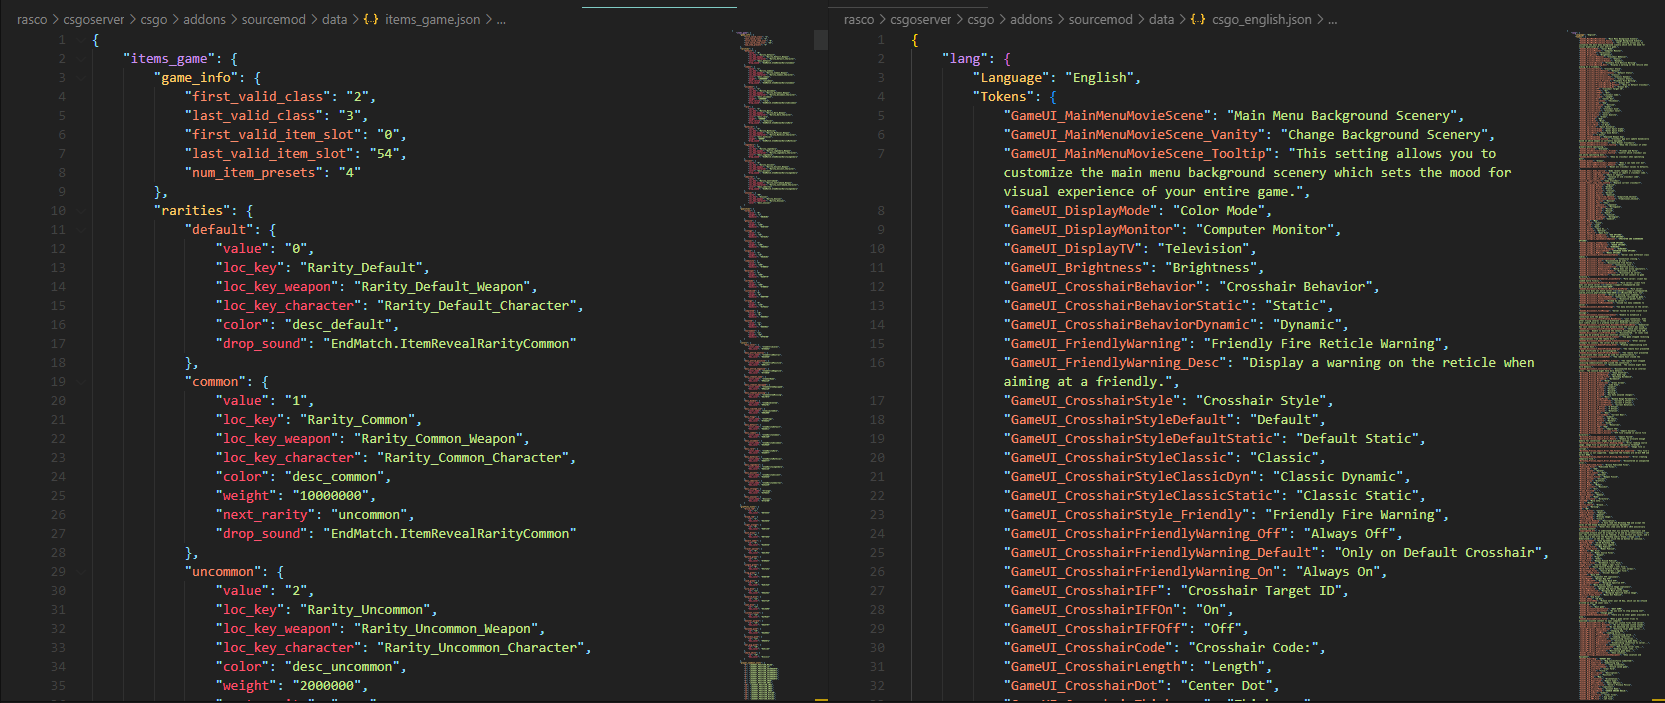 rasco > csgoserver > csgo > addons > sourcemod > data > {·} items_game.json > ...
1 {
2 "items_game": {
3 "game_info": {
4 "first_valid_class": "2",
5 "last_valid_class": "3",
6 "first_valid_item_slot": "0",
7 "last_valid_item_slot": "54",
8 "num_item_presets": "4"
9 },
10 "rarities": {
11 "default": {
12 "value": "0",
13 "loc_key": "Rarity_Default",
14 "loc_key_weapon": "Rarity_Default_Weapon",
15 "loc_key_character": "Rarity_Default_Character",
16 "color": "desc_default",
17 "drop_sound": "EndMatch.ItemRevealRarityCommon"
18 },
19 "common": {
20 "value": "1",
21 "loc_key": "Rarity_Common",
22 "loc_key_weapon": "Rarity_Common_Weapon",
23 "loc_key_character": "Rarity_Common_Character",
24 "color": "desc_common",
25 "weight": "10000000",
26 "next_rarity": "uncommon",
27 "drop_sound": "EndMatch.ItemRevealRarityCommon"
28 },
29 "uncommon": {
30 "value": "2",
31 "loc_key": "Rarity_Uncommon",
32 "loc_key_weapon": "Rarity_Uncommon_Weapon",
33 "loc_key_character": "Rarity_Uncommon_Character",
34 "color": "desc_uncommon",
35 "weight": "2000000",
rasco > csgoserver > csgo > addons > sourcemod > data > {·} csgo_english.json > ...
1 {
2 "lang": {
3 "Language": "English",
4 "Tokens": {
5 "GameUI_MainMenuMovieScene": "Main Menu Background Scenery",
6 "GameUI_MainMenuMovieScene_Vanity": "Change Background Scenery",
7 "GameUI_MainMenuMovieScene_Tooltip": "This setting allows you to
customize the main menu background scenery which sets the mood for
visual experience of your entire game.",
8 "GameUI_DisplayMode": "Color Mode",
9 "GameUI_DisplayMonitor": "Computer Monitor",
10 "GameUI_DisplayTV": "Television",
11 "GameUI_Brightness": "Brightness",
12 "GameUI_CrosshairBehavior": "Crosshair Behavior",
13 "GameUI_CrosshairBehaviorStatic": "Static",
14 "GameUI_CrosshairBehaviorDynamic": "Dynamic",
15 "GameUI_FriendlyWarning": "Friendly Fire Reticle Warning",
16 "GameUI_FriendlyWarning_Desc": "Display a warning on the reticle when
aiming at a friendly.",
17 "GameUI_CrosshairStyle": "Crosshair Style",
18 "GameUI_CrosshairStyleDefault": "Default",
19 "GameUI_CrosshairStyleDefaultStatic": "Default Static",
20 "GameUI_CrosshairStyleClassic": "Classic",
21 "GameUI_CrosshairStyleClassicDyn": "Classic Dynamic",
22 "GameUI_CrosshairStyleClassicStatic": "Classic Static",
23 "GameUI_CrosshairStyle_Friendly": "Friendly Fire Warning",
24 "GameUI_CrosshairFriendlyWarning_Off": "Always Off",
25 "GameUI_CrosshairFriendlyWarning_Default": "Only on Default Crosshair",
26 "GameUI_CrosshairFriendlyWarning_On": "Always On",
27 "GameUI_CrosshairIFF": "Crosshair Target ID",
28 "GameUI_CrosshairIFFOn": "On",
29 "GameUI_CrosshairIFFOff": "Off",
30 "GameUI_CrosshairCode": "Crosshair Code:",
31 "GameUI_CrosshairLength": "Length",
32 "GameUI_CrosshairDot": "Center Dot",